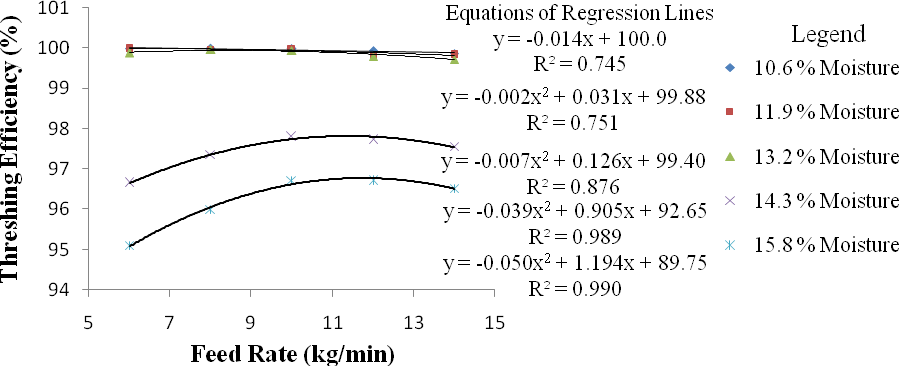 Equations of Regression Lines
y = -0.014x + 100.0
R² = 0.745
y = -0.002x² + 0.031x + 99.88
R² = 0.751
y = -0.007x² + 0.126x + 99.40
R² = 0.876
y = -0.039x² + 0.905x + 92.65
R² = 0.989
y = -0.050x² + 1.194x + 89.75
R² = 0.990
Legend
10.6 % Moisture
11.9 % Moisture
13.2 % Moisture
14.3 % Moisture
15.8 % Moisture
Threshing Efficiency (%)
101
100
99
98
97
96
95
94
5
7
9
11
13
15
Feed Rate (kg/min)